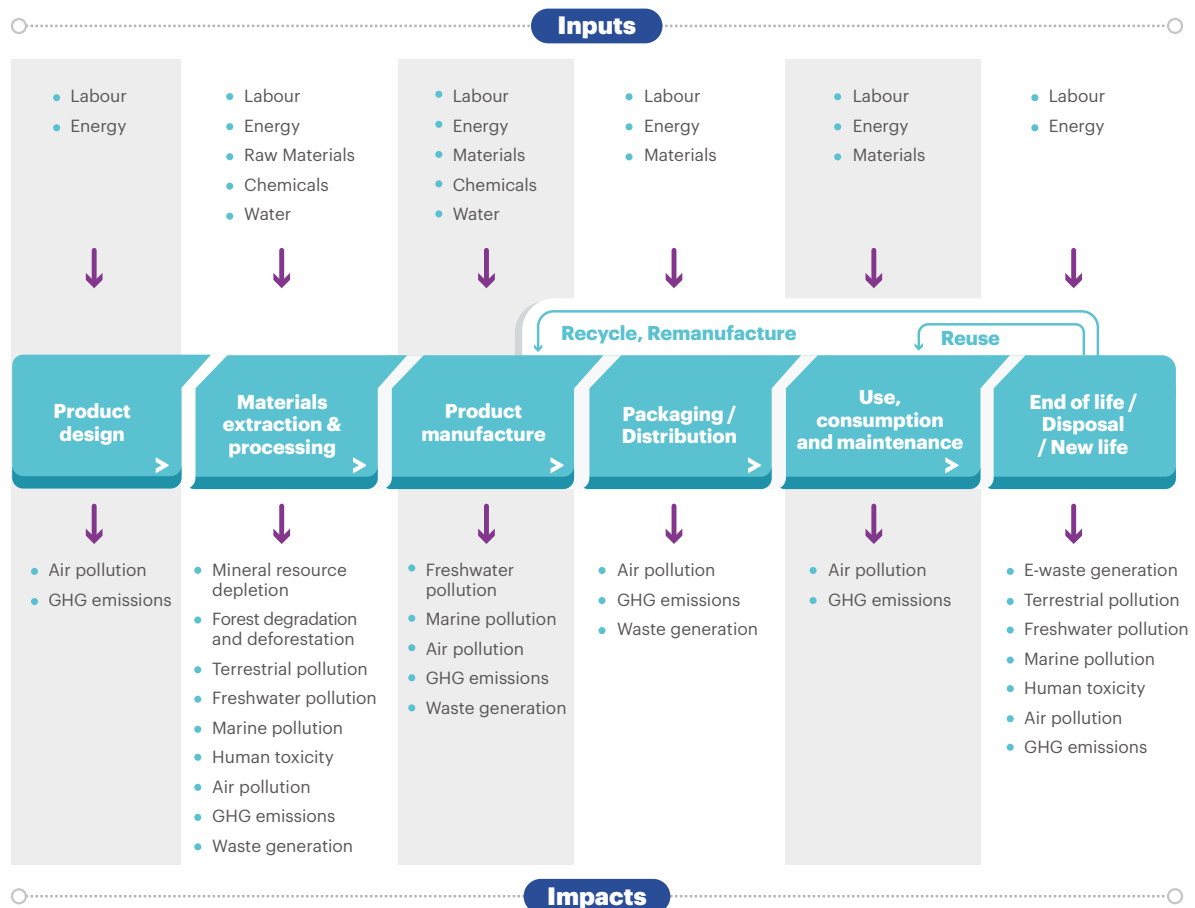 Inputs
Labour
Energy
Labour
Energy
Raw Materials
Chemicals
Water
Labour
Energy
Materials
Chemicals
Water
Labour
Energy
Materials
Labour
Energy
Materials
Labour
Energy
Recycle, Remanufacture
Reuse
Product
design
Materials
extraction &
processing
Product
manufacture
Packaging /
Distribution
Use,
consumption
and maintenance
End of life /
Disposal
/ New life
Air pollution
GHG emissions
Mineral resource
depletion
Forest degradation
and deforestation
Terrestrial pollution
Freshwater pollution
Marine pollution
Human toxicity
Air pollution
GHG emissions
Waste generation
Freshwater
pollution
Marine pollution
Air pollution
GHG emissions
Waste generation
Air pollution
GHG emissions
Waste generation
Air pollution
GHG emissions
E-waste generation
Terrestrial pollution
Freshwater pollution
Marine pollution
Human toxicity
Air pollution
GHG emissions
Impacts